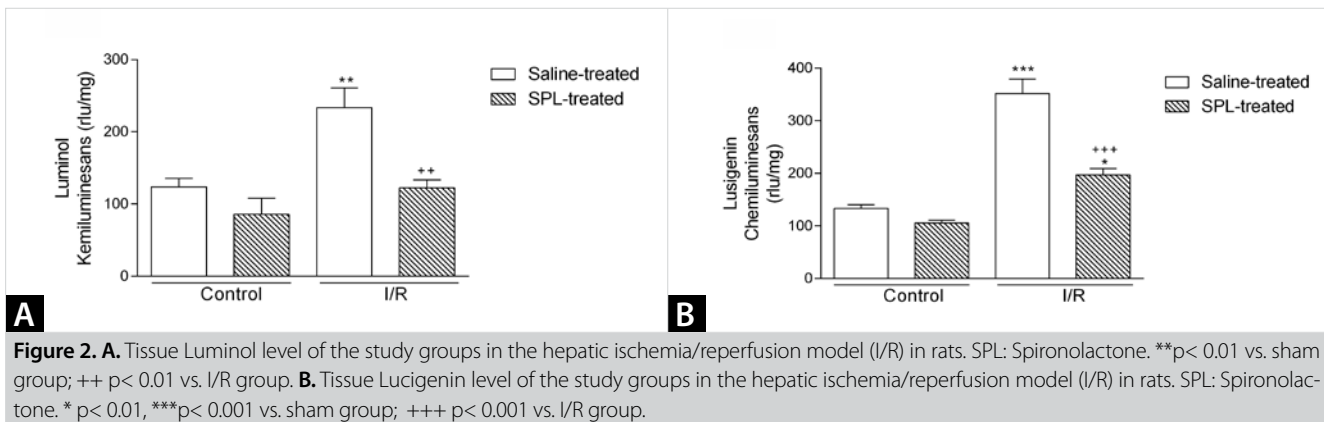 300
200
100
0
Luminol
Kemiluminesans (rlu/mg)
**
++
Saline-treated
SPL-treated
Control
I/R
A
400
300
200
100
0
Lusigenin
Chemiluminesans
(rlu/mg)
***
+++
*
Saline-treated
SPL-treated
Control
I/R
B
Figure 2. A. Tissue Luminol level of the study groups in the hepatic ischemia/reperfusion model (I/R) in rats. SPL: Spironolactone. **p< 0.01 vs. sham
group; ++ p< 0.01 vs. I/R group. B. Tissue Lucigenin level of the study groups in the hepatic ischemia/reperfusion model (I/R) in rats. SPL: Spironolac-
tone. * p< 0.01, ***p< 0.001 vs. sham group; +++ p< 0.001 vs. I/R group.